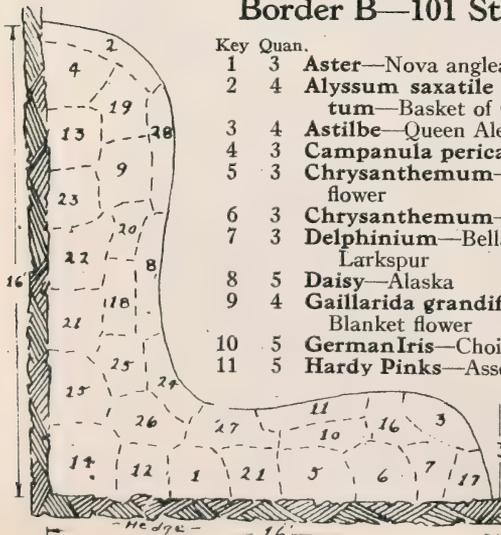 Border B—101 St
Key Quan.
1 3 Aster—Nova anglea
2 4 Alyssum saxatile
tum—Basket of
3 4 Astilbe—Queen Ale
4 3 Campanula perica
5 3 Chrysanthemum—
flower
6 3 Chrysanthemum—
7 3 Delphinium—Bell
Larkspur
8 5 Daisy—Alaska
9 4 Gaillarida grandif
Blanket flower
10 5 German Iris—Choi
11 5 Hardy Pinks—Ass
2
4
19
13
28
9
23
20
22
8
16'
18
21
25
24
25
11
3
26
27
10
16
14
12
1
21
5
6
7
17
-Hedge-
16'